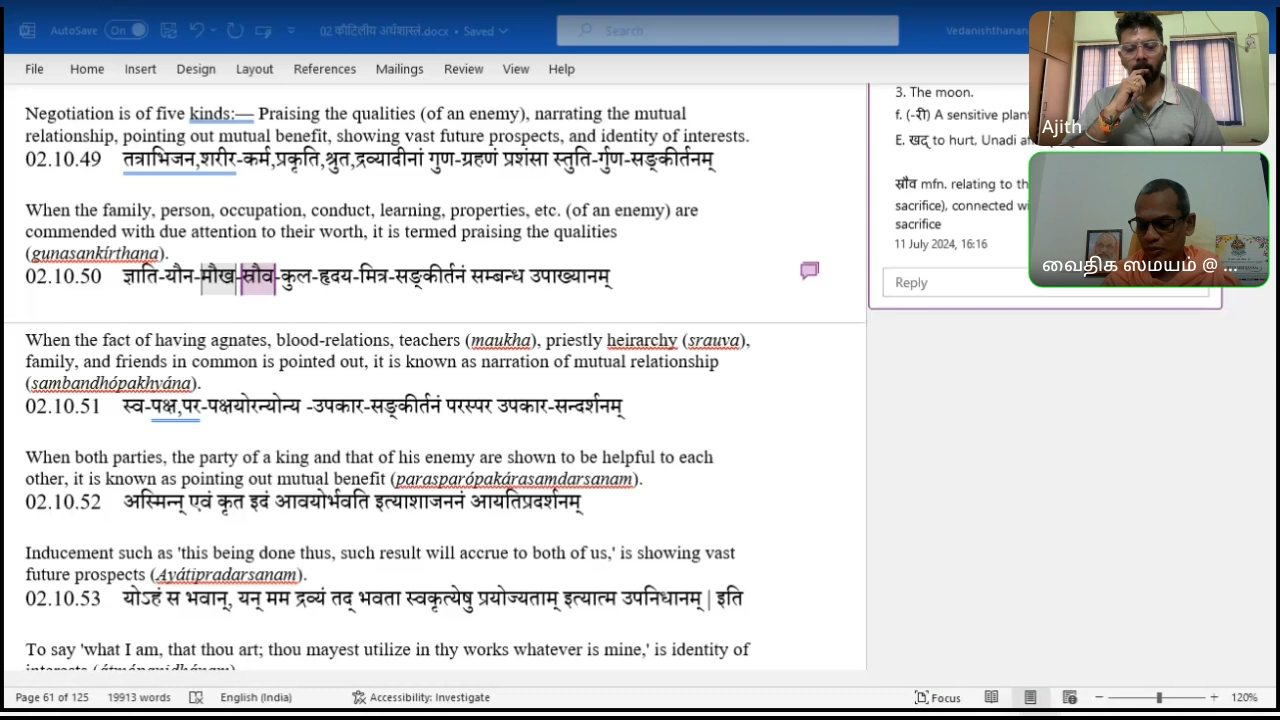 AutoSave On 02 कौटिलीय अर्थशास्त्रं.docx • Saved Search Vedanishthanan
File Home Insert Design Layout References Mailings Review View Help
Negotiation is of five kinds:— Praising the qualities (of an enemy), narrating the mutual
relationship, pointing out mutual benefit, showing vast future prospects, and identity of interests.
02.10.49 तत्राभिजन,शरीर-कर्म,प्रकृति,श्रुत,द्रव्यादीनां गुण-ग्रहणं प्रशंसा स्तुति-र्गुण-सङ्कीर्तनम्
When the family, person, occupation, conduct, learning, properties, etc. (of an enemy) are
commended with due attention to their worth, it is termed praising the qualities
(gunasankírthana).
02.10.50 ज्ञाति-यौन-मौख-स्रौव-कुल-हृदय-मित्र-सङ्कीर्तनं सम्बन्ध उपाख्यानम्
When the fact of having agnates, blood-relations, teachers (maukha), priestly heirarchy (srauva),
family, and friends in common is pointed out, it is known as narration of mutual relationship
(sambandhópakhyána).
02.10.51 स्व-पक्ष,पर-पक्षयोरन्योन्य -उपकार-सङ्कीर्तनं परस्पर उपकार-सन्दर्शनम्
When both parties, the party of a king and that of his enemy are shown to be helpful to each
other, it is known as pointing out mutual benefit (parasparópakárasamdarsanam).
02.10.52 अस्मिन्न् एवं कृत इदं आवयोर्भवति इत्याशाजननं आयतिप्रदर्शनम्
Inducement such as 'this being done thus, such result will accrue to both of us,' is showing vast
future prospects (Ayátipradarsanam).
02.10.53 योऽहं स भवान्, यन् मम द्रव्यं तद् भवता स्वकृत्येषु प्रयोज्यताम् इत्यात्म उपनिधानम् | इति
To say 'what I am, that thou art; thou mayest utilize in thy works whatever is mine,' is identity of
interests (átmópanidhánam).
3. The moon.
f. (-री) A sensitive plant
E. खद् to hurt, Unadi
स्रौव mfn. relating to th
sacrifice), connected wi
sacrifice
11 July 2024, 16:16
Reply
Ajith
வைதிக ஸமயம் @ ...
Page 61 of 125 19913 words English (India) Accessibility: Investigate Focus 120%